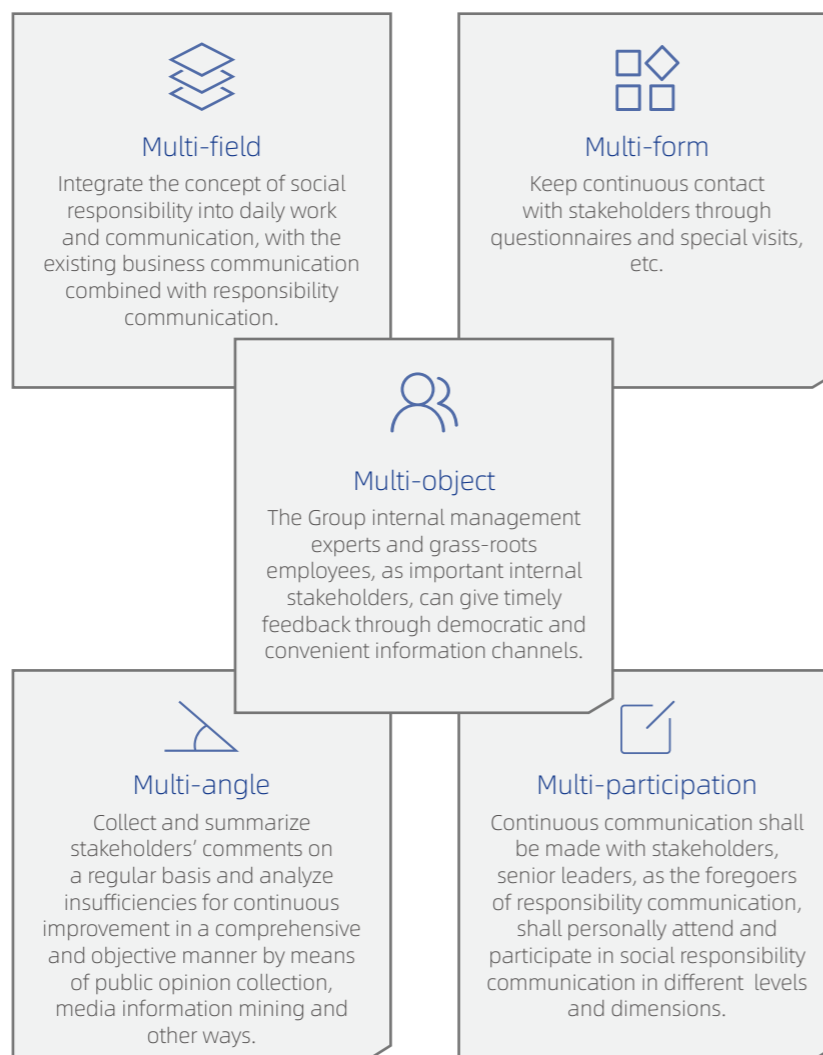 Multi-field
Integrate the concept of social
responsibility into daily work
and communication, with the
existing business communication
combined with responsibility
communication.
Multi-form
Keep continuous contact
with stakeholders through
questionnaires and special visits,
etc.
Multi-object
The Group internal management
experts and grass-roots
employees, as important internal
stakeholders, can give timely
feedback through democratic and
convenient information channels.
Multi-angle
Collect and summarize
stakeholders’ comments on
a regular basis and analyze
insufficiencies for continuous
improvement in a comprehensive
and objective manner by means
of public opinion collection,
media information mining and
other ways.
Multi-participation
Continuous communication shall
be made with stakeholders,
senior leaders, as the foregoers
of responsibility communication,
shall personally attend and
participate in social responsibility
communication in different levels
and dimensions.